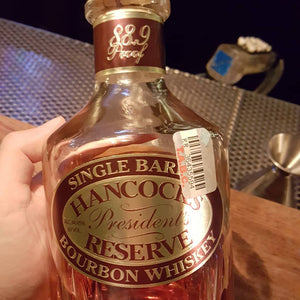 88.9
Proof
SINGLE BARREL
HANCOCK'S
President's
RESERVE
BOURBON WHISKEY